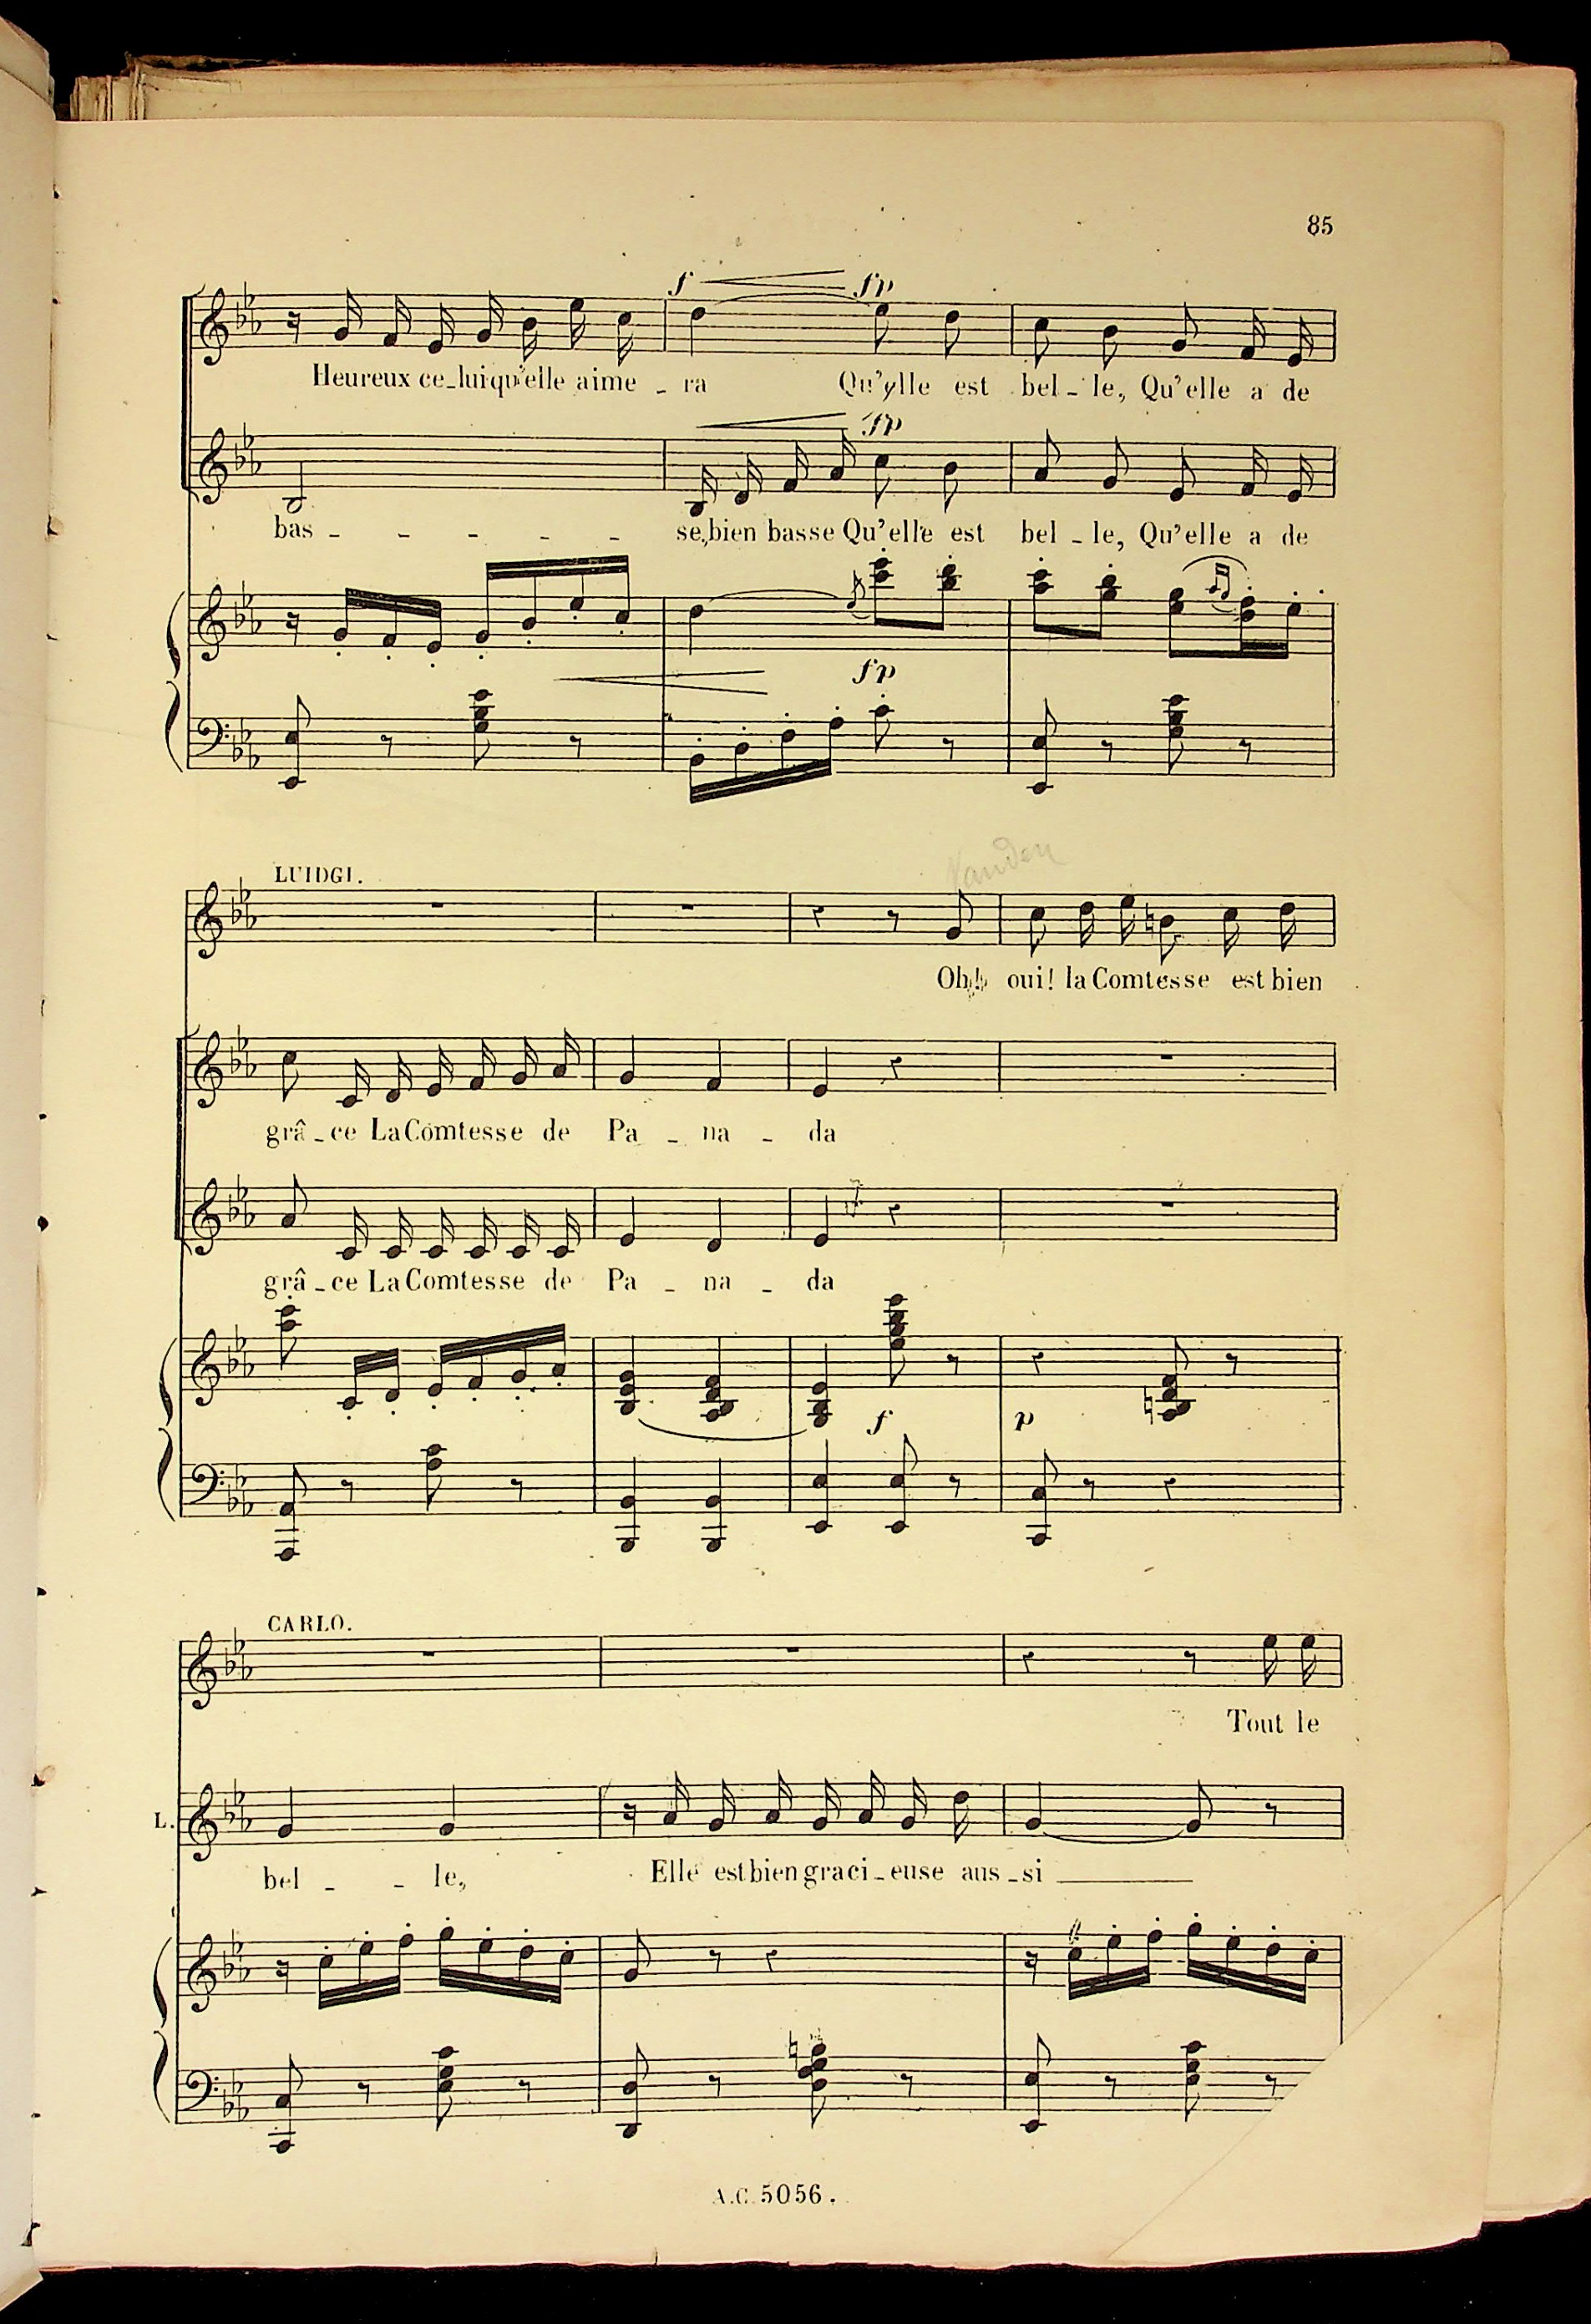 85
f fp
Heureux ce-lui qu'elle aime - ra Qu'elle est bel - le, Qu'elle a de
fp
bas - - - - - se, bien basse Qu'elle est bel - le, Qu'elle a de
fp
Vanden
LUIDGI.
Oh! oui! la Comtesse est bien
grâ - ce La Comtesse de Pa - na - da
grâ - ce La Comtesse de Pa - na - da
f p
CARLO.
Tout le
L.
bel - - le, Elle est bien graci - euse aus - si
A.C. 5056.